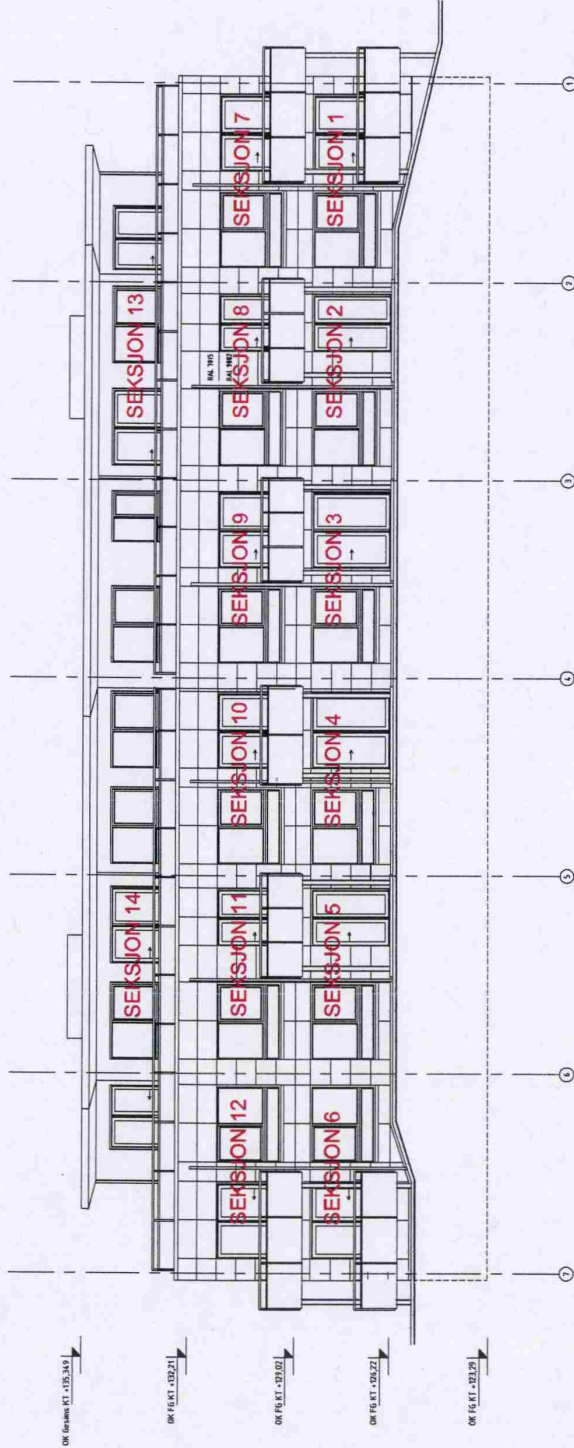 OK Gesims KT +135,349
OK FG KT +132,21
OK FG KT +129,02
OK FG KT +126,22
OK FG KT +123,29
SEKSJON 14
SEKSJON 13
SEKSJON 12
SEKSJON 11
SEKSJON 10
SEKSJON 9
SEKSJON 8
SEKSJON 7
RAL 7015
SEKSJON 6
SEKSJON 5
SEKSJON 4
SEKSJON 3
SEKSJON 2
SEKSJON 1
7
6
5
4
3
2
1